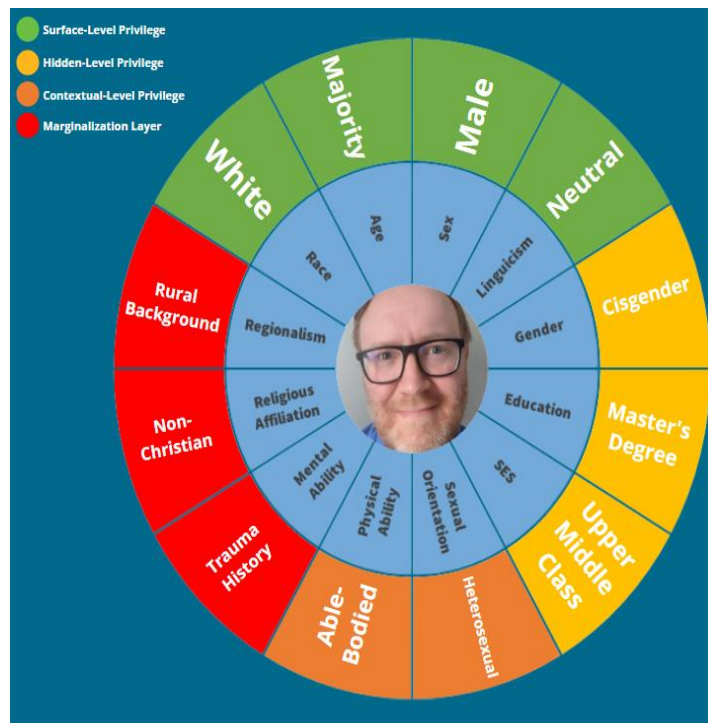 Surface-Level Privilege
Hidden-Level Privilege
Contextual-Level Privilege
Marginalization Layer
Majority
Male
Neutral
Cisgender
Master's
Degree
Upper
Middle
Class
Heterosexual
Able-
Bodied
Trauma
History
Non-
Christian
Rural
Background
White
Age
Sex
Linguicism
Gender
Education
SES
Sexual
Orientation
Physical
Ability
Mental
Ability
Religious
Affiliation
Regionalism
Race